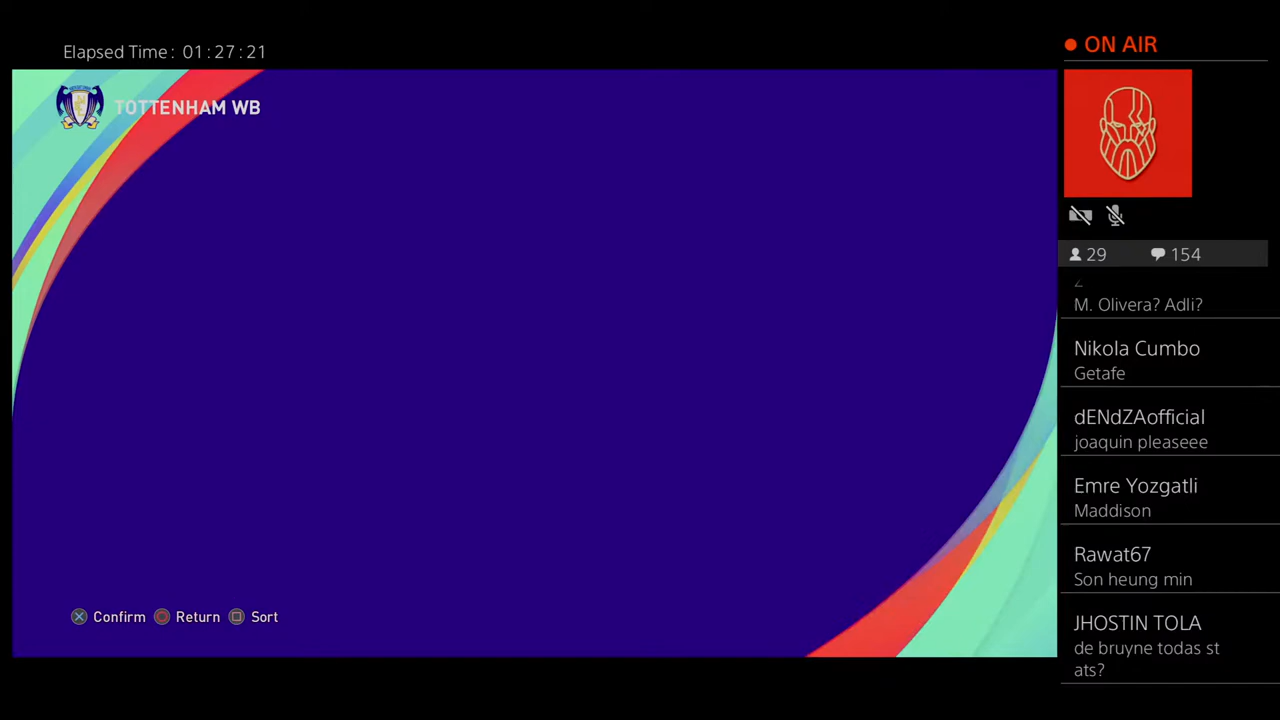 Elapsed Time: 01:27:21
TOTTENHAM WB
Confirm Return Sort
ON AIR
29 154
M. Olivera? Adli?
Nikola Cumbo
Getafe
dENdZAofficial
joaquin pleaseee
Emre Yozgatli
Maddison
Rawat67
Son heung min
JHOSTIN TOLA
de bruyne todas st
ats?